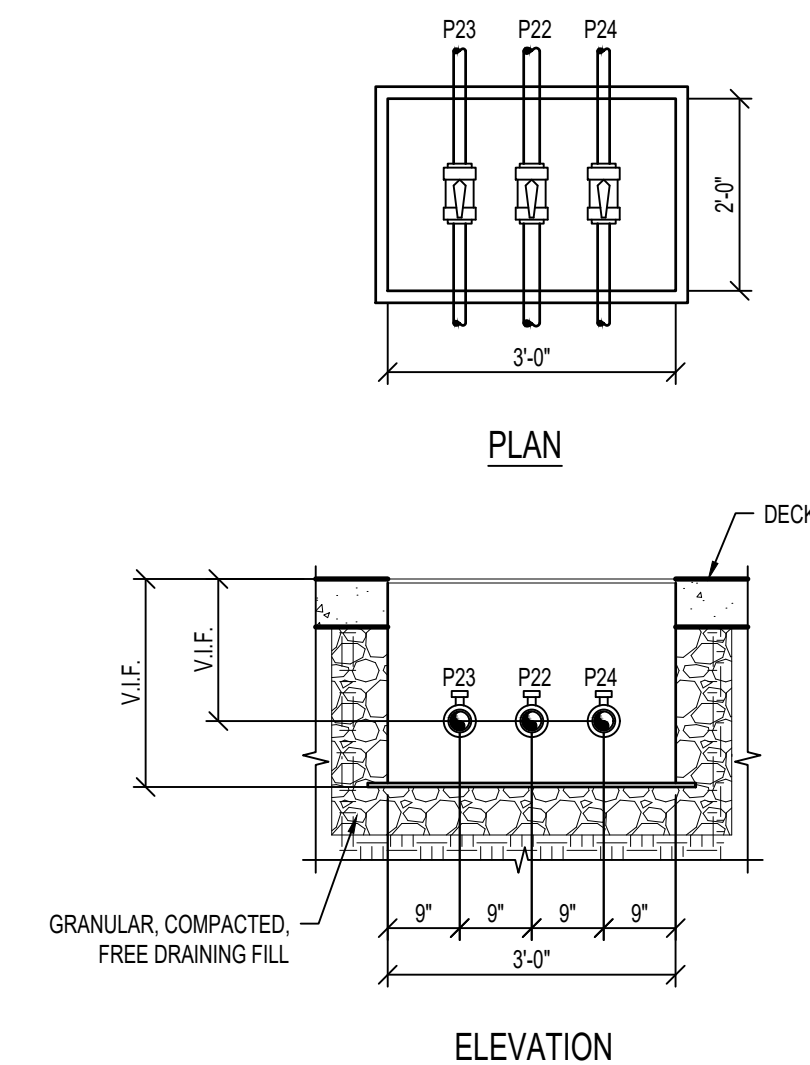 P23 P22 P24
2'-0"
3'-0"
PLAN
DECK
V.I.F.
V.I.F.
P23 P22 P24
GRANULAR, COMPACTED,
FREE DRAINING FILL
9" 9" 9" 9"
3'-0"
ELEVATION